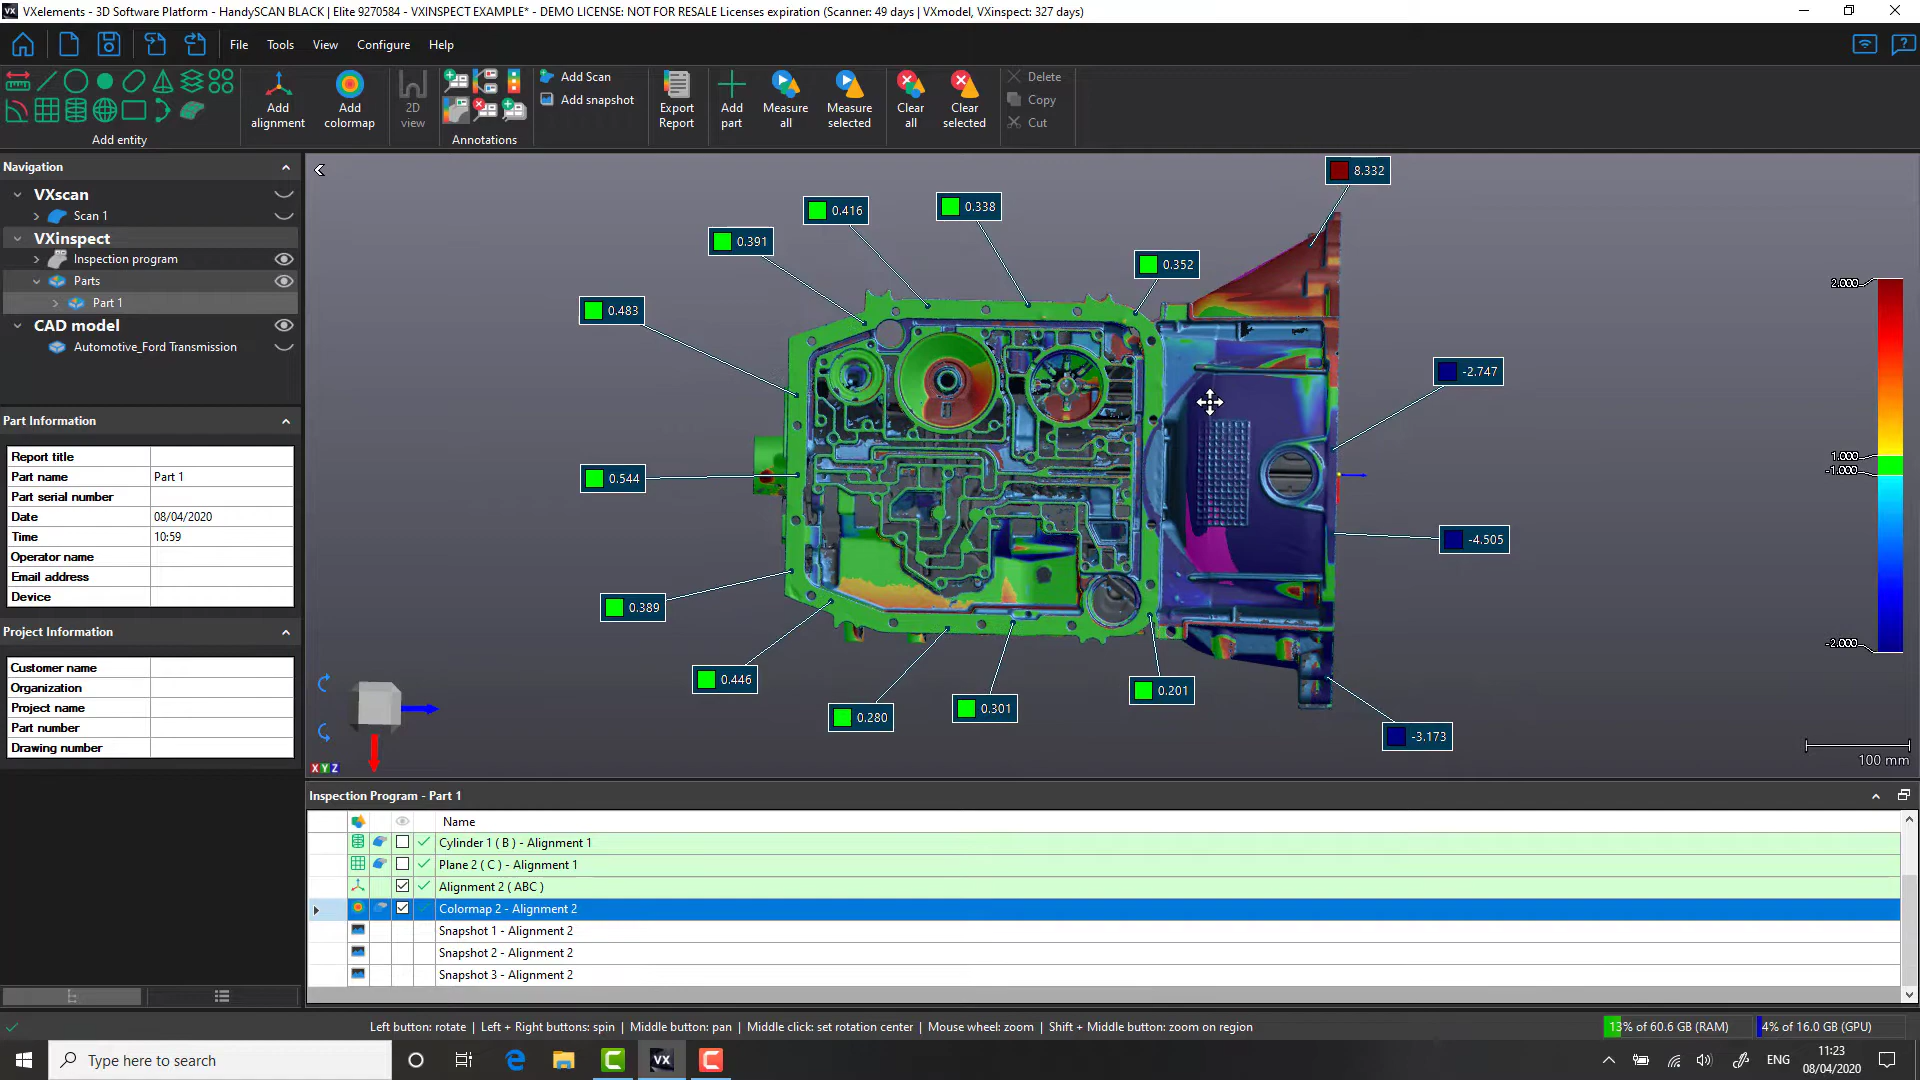 VXelements - 3D Software Platform - HandySCAN BLACK | Elite 9270584 - VXINSPECT EXAMPLE* - DEMO LICENSE: NOT FOR RESALE Licenses expiration (Scanner: 49 days | VXmodel, VXinspect: 327 days)
File Tools View Configure Help
Add alignment
Add colormap
2D view
Add Scan
Add snapshot
Export Report
Add part
Measure all
Measure selected
Clear all
Clear selected
Delete
Copy
Cut
Add entity
Annotations
Navigation
VXscan
Scan 1
VXinspect
Inspection program
Parts
Part 1
CAD model
Automotive_Ford Transmission
Part Information
Report title
Part name Part 1
Part serial number
Date 08/04/2020
Time 10:59
Operator name
Email address
Device
Project Information
Customer name
Organization
Project name
Part number
Drawing number
8.332
0.338
0.416
0.391
0.352
0.483
-2.747
0.544
-4.505
0.389
0.446
0.201
0.301
0.280
-3.173
2.000
1.000
-1.000
-2.000
100 mm
XYZ
Inspection Program - Part 1
Name
Cylinder 1 ( B ) - Alignment 1
Plane 2 ( C ) - Alignment 1
Alignment 2 ( ABC )
Colormap 2 - Alignment 2
Snapshot 1 - Alignment 2
Snapshot 2 - Alignment 2
Snapshot 3 - Alignment 2
Left button: rotate | Left + Right buttons: spin | Middle button: pan | Middle click: set rotation center | Mouse wheel: zoom | Shift + Middle button: zoom on region
13% of 60.6 GB (RAM)
4% of 16.0 GB (GPU)
Type here to search
VX
ENG
11:23
08/04/2020